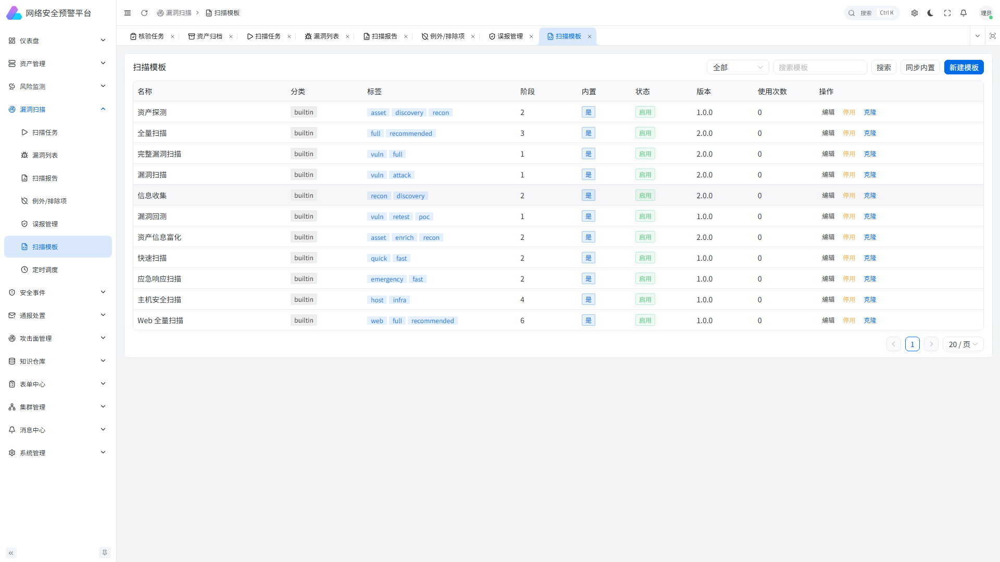 网络安全预警平台
漏洞扫描 扫描模板
搜索 Ctrl K
理员
仪表盘
资产管理
风险监测
漏洞扫描
扫描任务
漏洞列表
扫描报告
例外/排除项
误报管理
扫描模板
定时调度
安全事件
通报处置
攻击面管理
知识仓库
表单中心
集群管理
消息中心
系统管理
核验任务 资产归档 扫描任务 漏洞列表 扫描报告 例外/排除项 误报管理 扫描模板
扫描模板 全部 搜索模板 搜索 同步内置 新建模板
名称 分类 标签 阶段 内置 状态 版本 使用次数 操作
资产探测 builtin asset discovery recon 2 是 启用 1.0.0 0 编辑 停用 克隆
全量扫描 builtin full recommended 3 是 启用 2.0.0 0 编辑 停用 克隆
完整漏洞扫描 builtin vuln full 1 是 启用 2.0.0 0 编辑 停用 克隆
漏洞扫描 builtin vuln attack 1 是 启用 2.0.0 0 编辑 停用 克隆
信息收集 builtin recon discovery 2 是 启用 2.0.0 0 编辑 停用 克隆
漏洞回测 builtin vuln retest poc 1 是 启用 1.0.0 0 编辑 停用 克隆
资产信息富化 builtin asset enrich recon 2 是 启用 2.0.0 0 编辑 停用 克隆
快速扫描 builtin quick fast 2 是 启用 1.0.0 0 编辑 停用 克隆
应急响应扫描 builtin emergency fast 2 是 启用 1.0.0 0 编辑 停用 克隆
主机安全扫描 builtin host infra 4 是 启用 1.0.0 0 编辑 停用 克隆
Web 全量扫描 builtin web full recommended 6 是 启用 1.0.0 0 编辑 停用 克隆
1 20 / 页